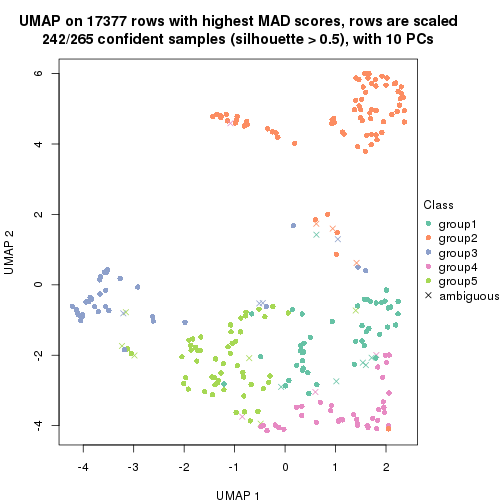 UMAP on 17377 rows with highest MAD scores, rows are scaled
242/265 confident samples (silhouette > 0.5), with 10 PCs
6
4
2
0
-2
-4
UMAP 2
-4
-3
-2
-1
0
1
2
UMAP 1
Class
group1
group2
group3
group4
group5
ambiguous